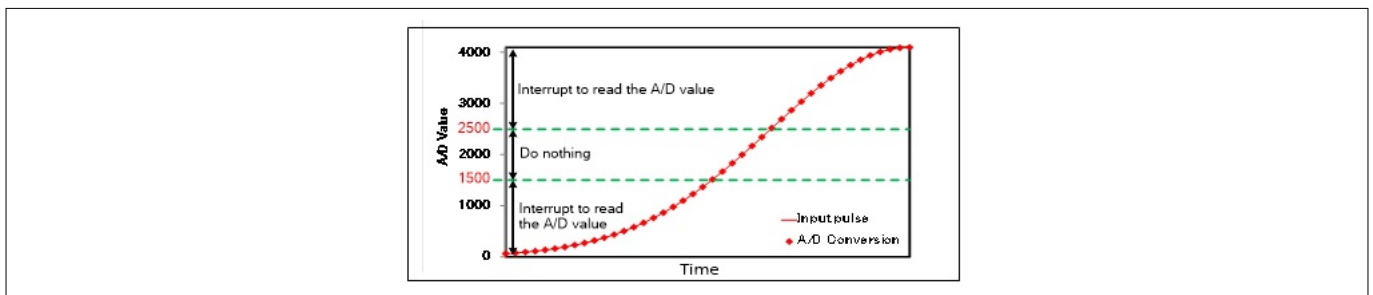 4000
Interrupt to read the A/D value
3000
2500
A/D Value
Do nothing
2000
1500
1000
Interrupt to read
the A/D value
Input pulse
A/D Conversion
0
Time